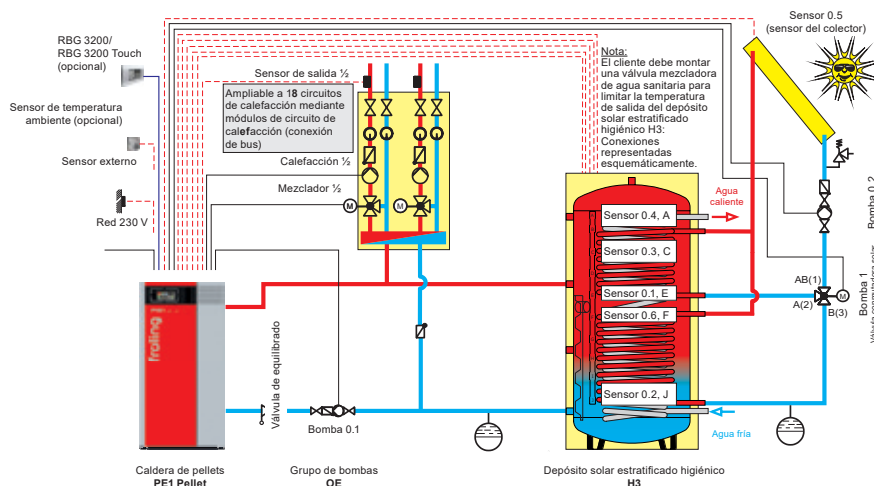 RBG 3200/
RBG 3200 Touch
(opcional)
Sensor de temperatura
ambiente (opcional)
Sensor externo
Red 230 V
Sensor de salida ½
Ampliable a 18 circuitos
de calefacción mediante
módulos de circuito de
calefacción (conexión
de bus)
Calefacción ½
Mezclador ½
M
M
Nota:
El cliente debe montar
una válvula mezcladora
de agua sanitaria para
limitar la temperatura
de salida del depósito
solar estratificado
higiénico H3:
Conexiones
representadas
esquemáticamente.
Sensor 0.5
(sensor del colector)
Bomba 0.2
Agua
caliente
Sensor 0.4, A
Sensor 0.3, C
Sensor 0.1, E
Sensor 0.6, F
Sensor 0.2, J
AB(1)
A(2)
B(3)
M
Bomba 1
Válvula conmutadora solar
Agua fría
froling
Válvula de equilibrado
Bomba 0.1
Caldera de pellets
PE1 Pellet
Grupo de bombas
OE
Depósito solar estratificado higiénico
H3